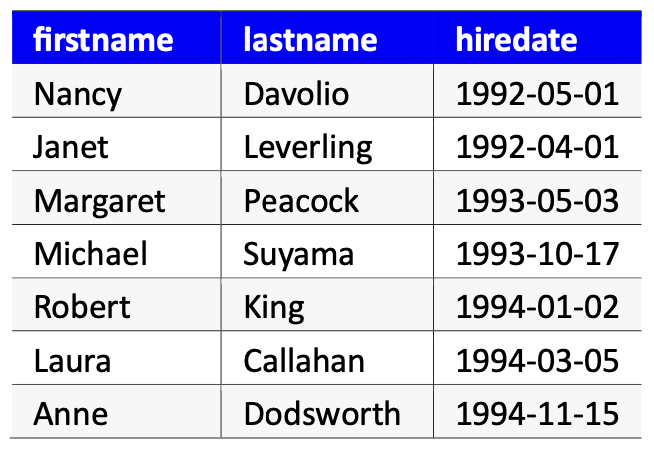 firstname lastname hiredate
Nancy Davolio 1992-05-01
Janet Leverling 1992-04-01
Margaret Peacock 1993-05-03
Michael Suyama 1993-10-17
Robert King 1994-01-02
Laura Callahan 1994-03-05
Anne Dodsworth 1994-11-15